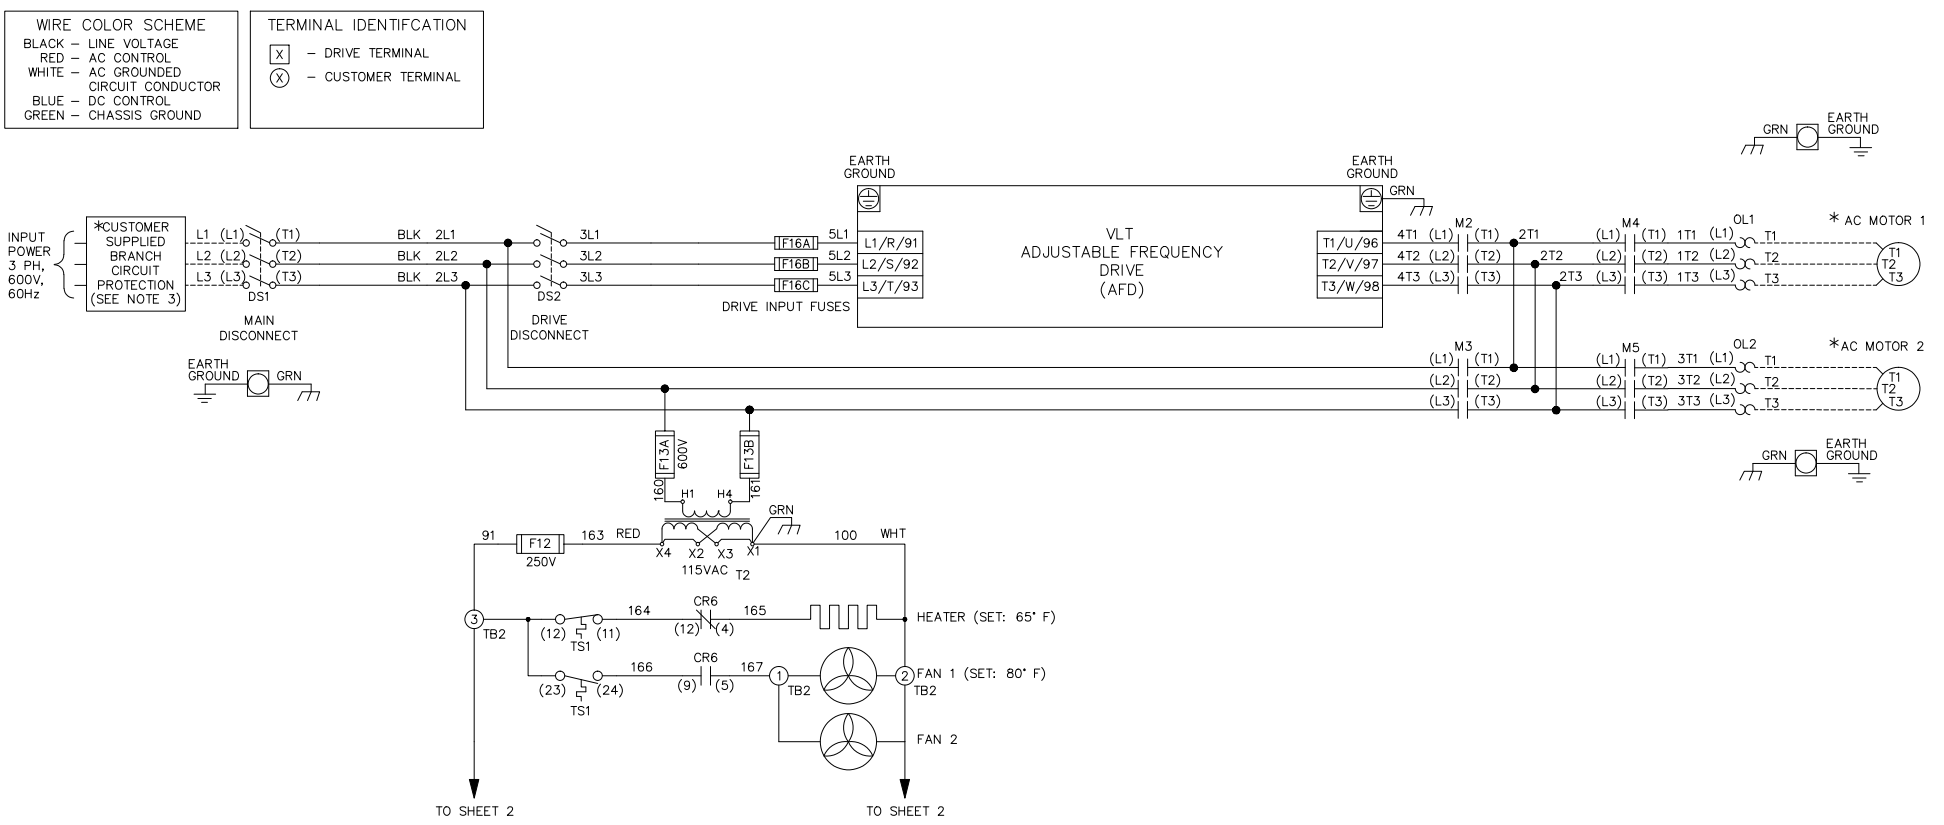 WIRE COLOR SCHEME
BLACK – LINE VOLTAGE
RED – AC CONTROL
WHITE – AC GROUNDED
CIRCUIT CONDUCTOR
BLUE – DC CONTROL
GREEN – CHASSIS GROUND
TERMINAL IDENTIFCATION
X – DRIVE TERMINAL
X – CUSTOMER TERMINAL
GRN
EARTH
GROUND
EARTH
GROUND
EARTH
GROUND
GRN
INPUT
POWER
3 PH,
600V,
60Hz
*CUSTOMER
SUPPLIED
BRANCH
CIRCUIT
PROTECTION
(SEE NOTE 3)
L1 (L1) (T1) BLK 2L1 3L1 F16A 5L1 L1/R/91
L2 (L2) (T2) BLK 2L2 3L2 F16B 5L2 L2/S/92
L3 (L3) (T3) BLK 2L3 3L3 F16C 5L3 L3/T/93
DS1
MAIN
DISCONNECT
DS2
DRIVE
DISCONNECT
DRIVE INPUT FUSES
VLT
ADJUSTABLE FREQUENCY
DRIVE
(AFD)
M2 M4 OL1 * AC MOTOR 1
T1/U/96 4T1 (L1) (T1) 2T1 (L1) (T1) 1T1 (L1) T1
T2/V/97 4T2 (L2) (T2) 2T2 (L2) (T2) 1T2 (L2) T2
T3/W/98 4T3 (L3) (T3) 2T3 (L3) (T3) 1T3 (L3) T3
T1
T2
T3
EARTH
GROUND GRN
M3 M5 OL2 *AC MOTOR 2
(L1) (T1) (L1) (T1) 3T1 (L1) T1
(L2) (T2) (L2) (T2) 3T2 (L2) T2
(L3) (T3) (L3) (T3) 3T3 (L3) T3
T1
T2
T3
GRN
EARTH
GROUND
F13A
600V
F13B
160
161
H1 H4
GRN
91 F12 163 RED
250V
X4 X2 X3 X1
115VAC T2
100 WHT
3 TB2
(12) (11) 164
TS1
CR6
(12) (4)
165
HEATER (SET: 65° F)
(23) (24) 166
TS1
CR6
(9) (5)
167 1 TB2
2 TB2
FAN 1 (SET: 80° F)
FAN 2
TO SHEET 2
TO SHEET 2